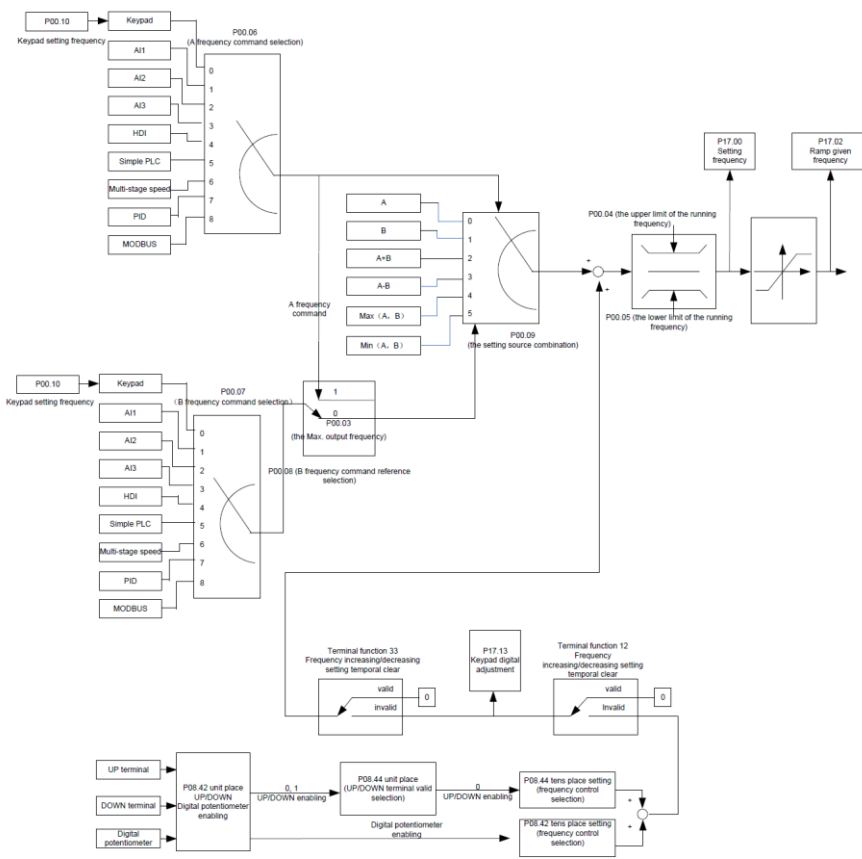 P00.10
Keypad
Keypad setting frequency
P00.06
(A frequency command selection)
AI1
AI2
AI3
HDI
Simple PLC
Multi-stage speed
PID
MODBUS
0
1
2
3
4
5
6
7
8
A frequency
command
A
B
A+B
A-B
Max（A，B）
Min（A，B）
0
1
2
3
4
5
P00.09
(the setting source combination)
+
+
P00.04 (the upper limit of the running
frequency)
P00.05 (the lower limit of the running
frequency)
P17.00
Setting
frequency
P17.02
Ramp given
frequency
P00.10
Keypad
Keypad setting frequency
P00.07
（B frequency command selection）
AI1
AI2
AI3
HDI
Simple PLC
Multi-stage speed
PID
MODBUS
0
1
2
3
4
5
6
7
8
1
0
P00.03
(the Max. output frequency)
P00.08 (B frequency command reference
selection)
Terminal function 33
Frequency increasing/decreasing
setting temporal clear
valid
invalid
0
P17.13
Keypad digital
adjustment
Terminal function 12
Frequency
increasing/decreasing setting
temporal clear
valid
Invalid
0
UP terminal
DOWN terminal
Digital
potentiometer
P08.42 unit place
UP/DOWN
Digital potentiometer
enabling
0, 1
UP/DOWN enabling
P08.44 unit place
(UP/DOWN terminal valid
selection)
0
UP/DOWN enabling
P08.44 tens place setting
(frequency control
selection)
Digital potentiometer
enabling
P08.42 tens place setting
(frequency control
selection)
+
+